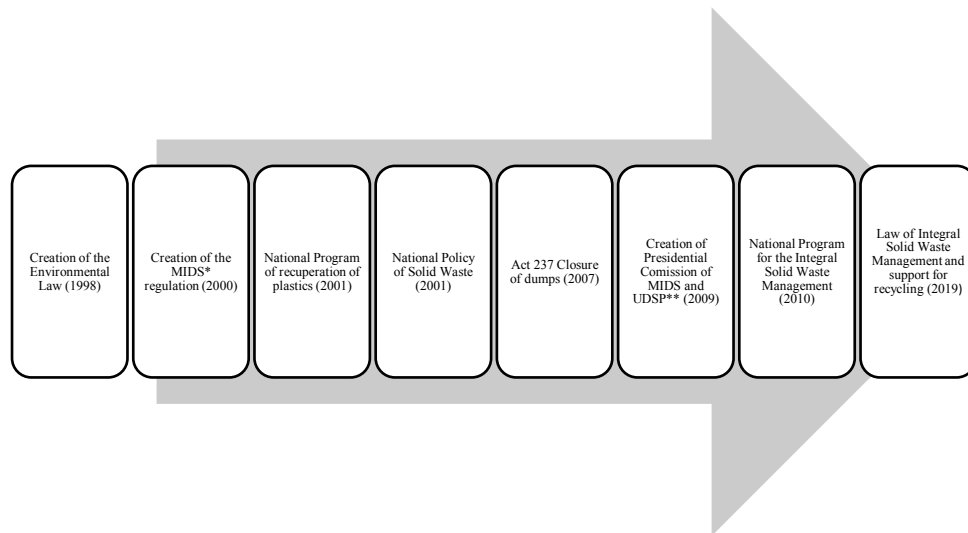 Creation of the
Environmental
Law (1998)
Creation of the
MIDS*
regulation (2000)
National Program
of recuperation of
plastics (2001)
National Policy
of Solid Waste
(2001)
Act 237 Closure
of dumps (2007)
Creation of
Presidential
Comission of
MIDS and
UDSP** (2009)
National Program
for the Integral
Solid Waste
Management
(2010)
Law of Integral
Solid Waste
Management and
support for
recycling (2019)